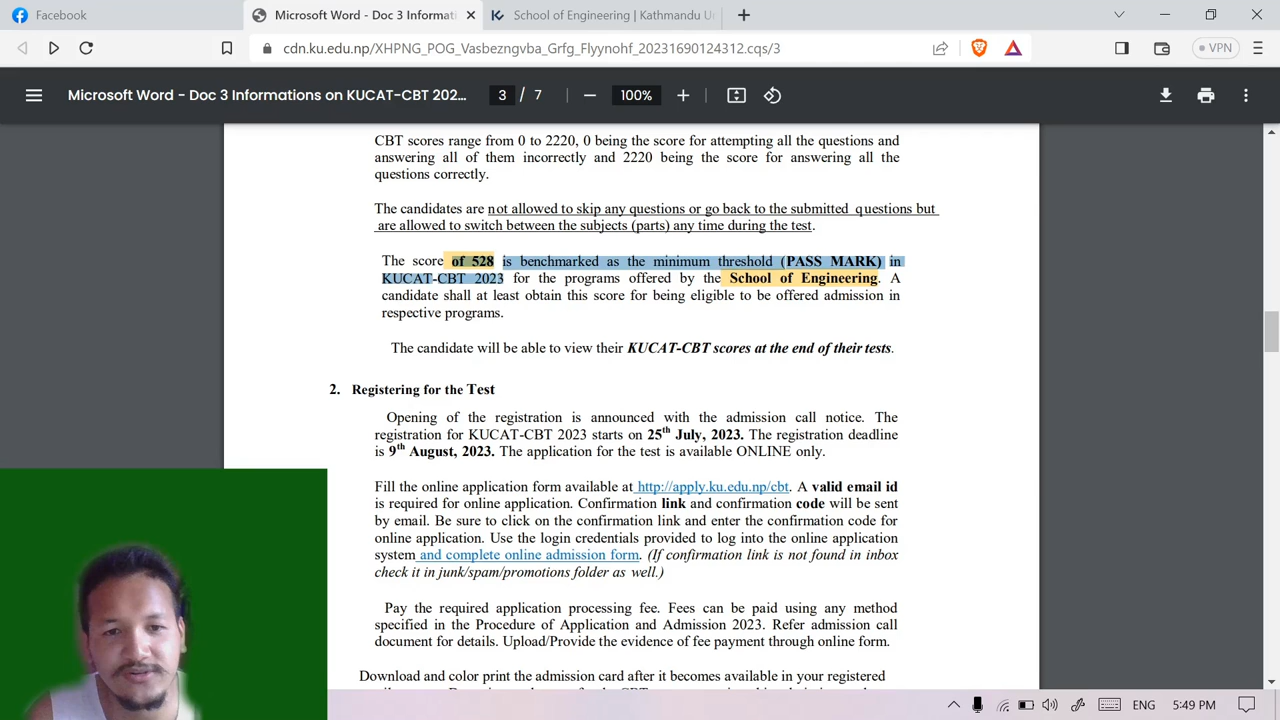 Facebook
Microsoft Word - Doc 3 Informati
School of Engineering | Kathmandu U
cdn.ku.edu.np/XHPNG_POG_Vasbezngvba_Grfg_Flyynohf_20231690124312.cqs/3
VPN
Microsoft Word - Doc 3 Informations on KUCAT-CBT 202...
3 / 7
100%
CBT scores range from 0 to 2220, 0 being the score for attempting all the questions and
answering all of them incorrectly and 2220 being the score for answering all the
questions correctly.
The candidates are not allowed to skip any questions or go back to the submitted questions but
are allowed to switch between the subjects (parts) any time during the test.
The score of 528 is benchmarked as the minimum threshold (PASS MARK) in
KUCAT-CBT 2023 for the programs offered by the School of Engineering. A
candidate shall at least obtain this score for being eligible to be offered admission in
respective programs.
The candidate will be able to view their KUCAT-CBT scores at the end of their tests.
2. Registering for the Test
Opening of the registration is announced with the admission call notice. The
registration for KUCAT-CBT 2023 starts on 25th July, 2023. The registration deadline
is 9th August, 2023. The application for the test is available ONLINE only.
Fill the online application form available at http://apply.ku.edu.np/cbt. A valid email id
is required for online application. Confirmation link and confirmation code will be sent
by email. Be sure to click on the confirmation link and enter the confirmation code for
online application. Use the login credentials provided to log into the online application
system and complete online admission form. (If confirmation link is not found in inbox
check it in junk/spam/promotions folder as well.)
Pay the required application processing fee. Fees can be paid using any method
specified in the Procedure of Application and Admission 2023. Refer admission call
document for details. Upload/Provide the evidence of fee payment through online form.
Download and color print the admission card after it becomes available in your registered
ENG
5:49 PM